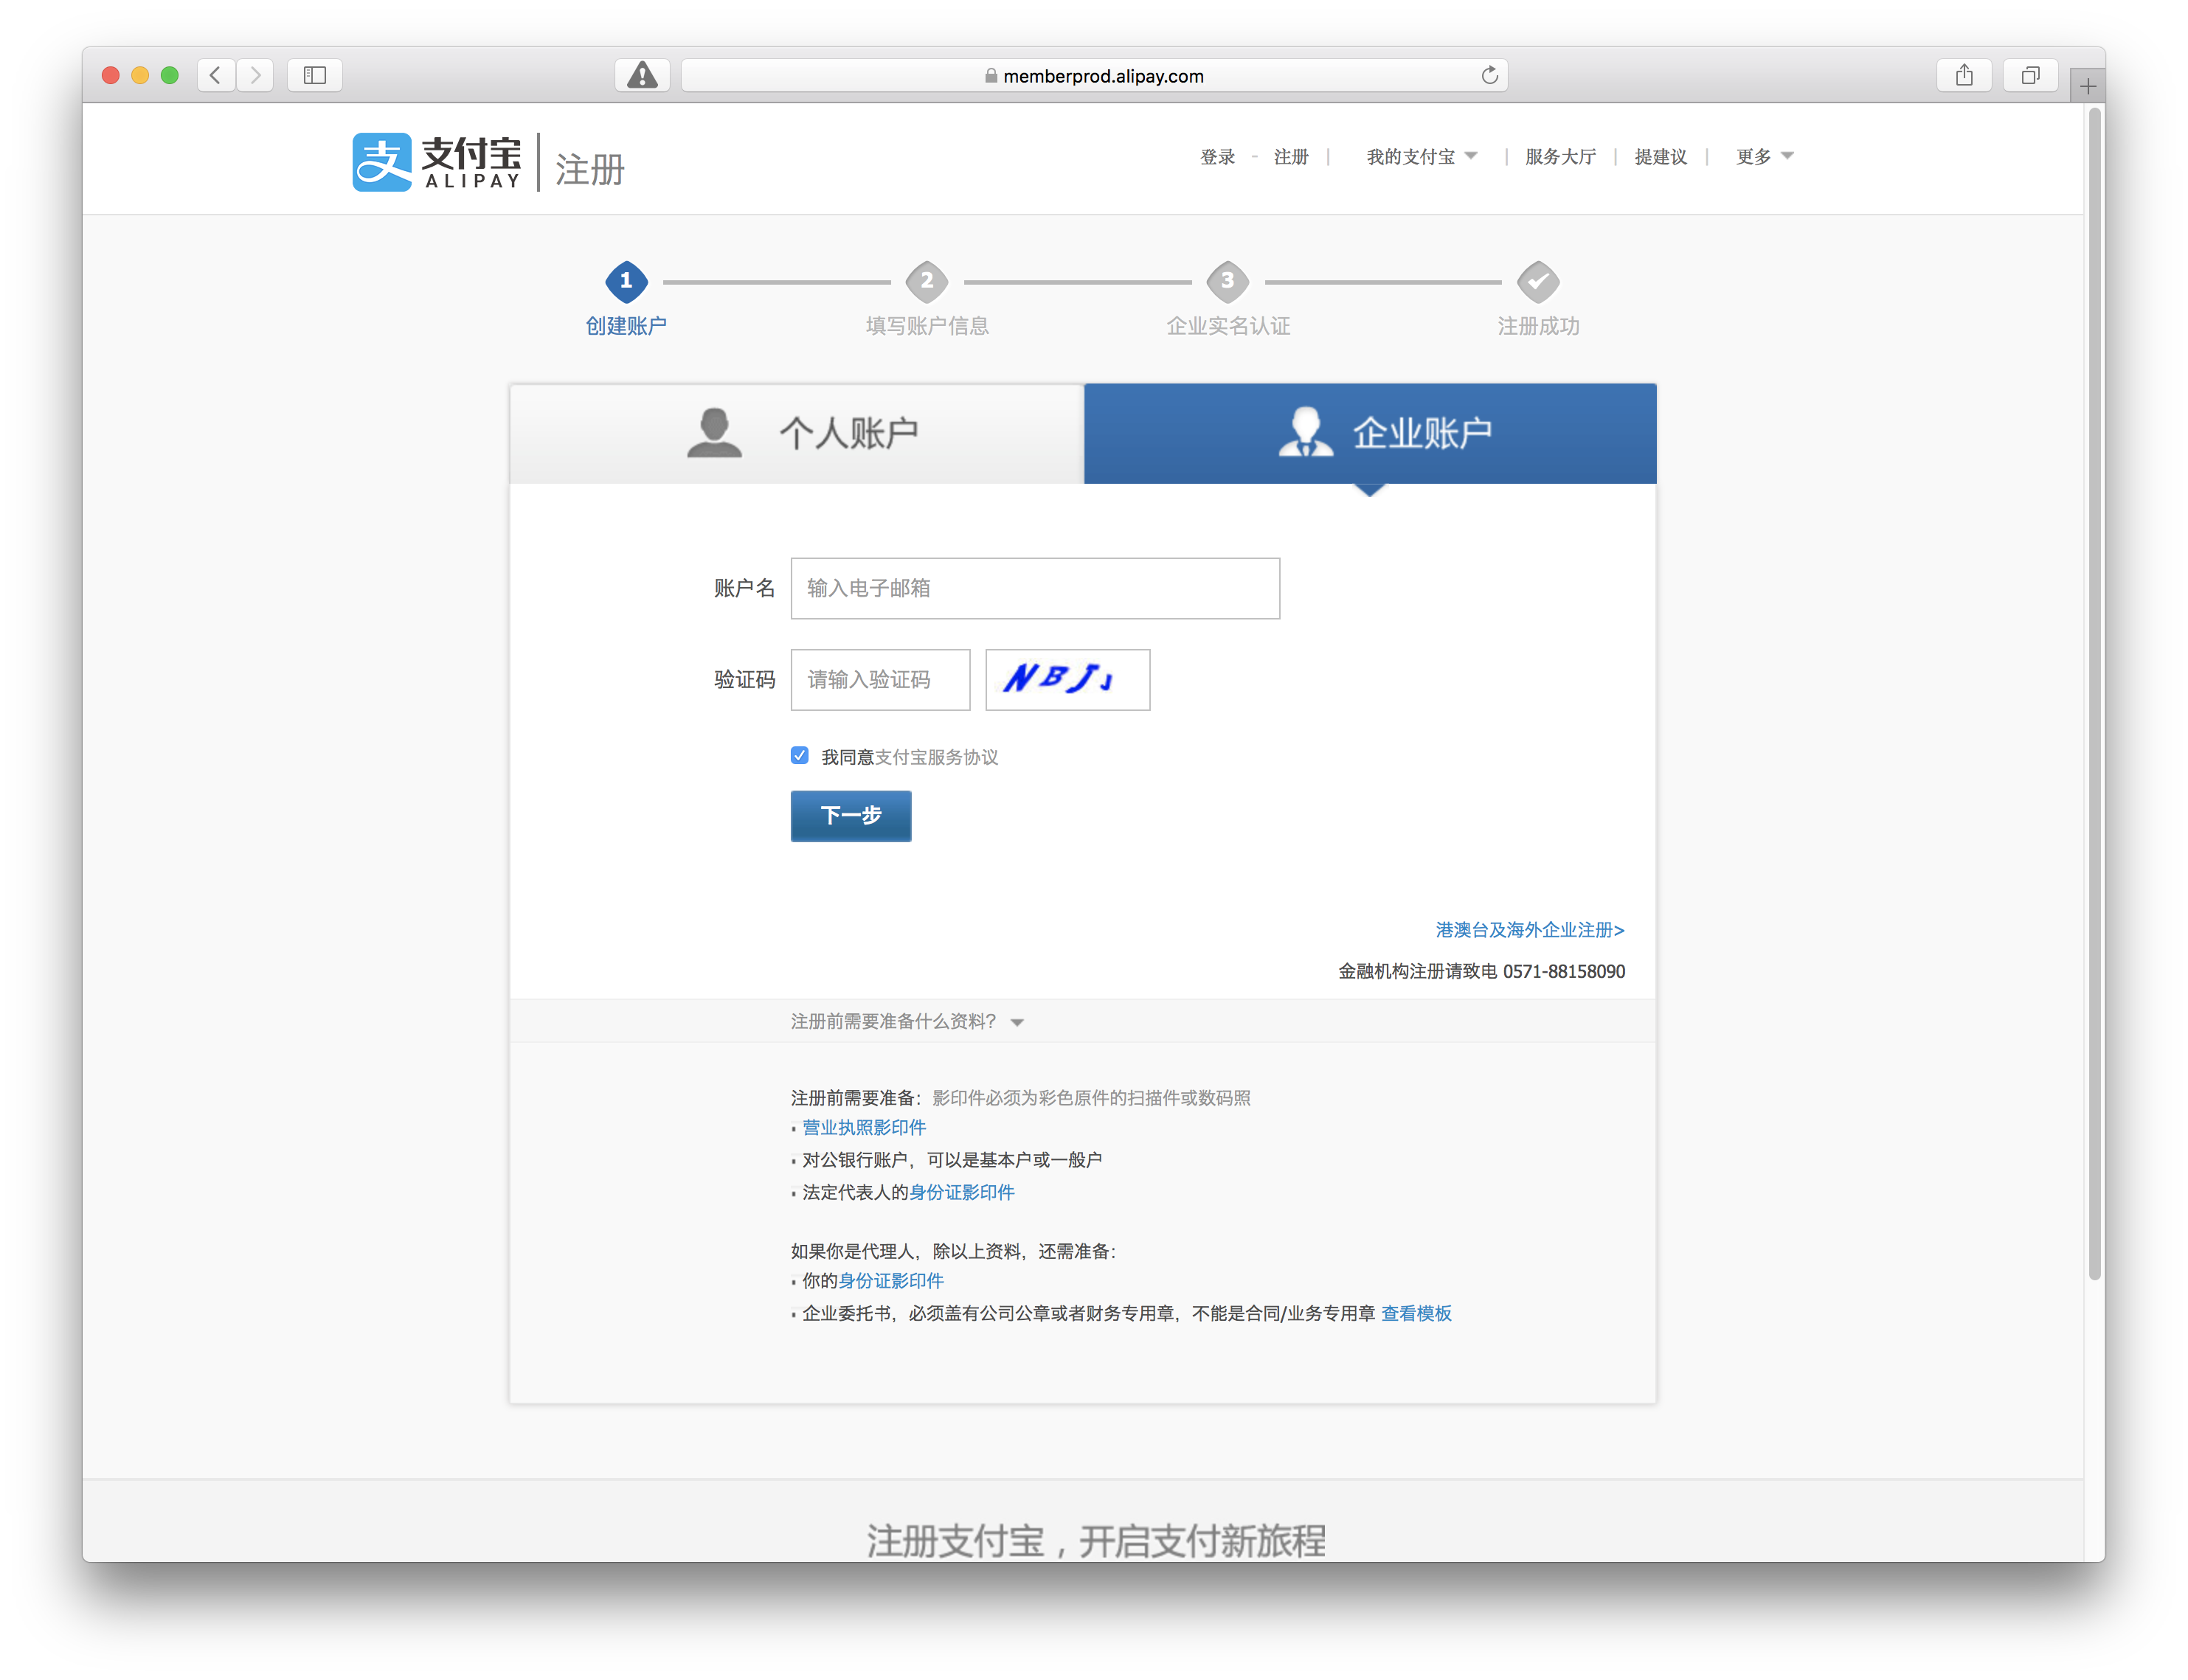 memberprod.alipay.com
支付宝
ALIPAY
注册
登录 - 注册 | 我的支付宝 | 服务大厅 | 提建议 | 更多
1 2 3
创建账户 填写账户信息 企业实名认证 注册成功
个人账户 企业账户
账户名 输入电子邮箱
验证码 请输入验证码 NBJJ
我同意支付宝服务协议
下一步
港澳台及海外企业注册>
金融机构注册请致电 0571-88158090
注册前需要准备什么资料?
注册前需要准备：影印件必须为彩色原件的扫描件或数码照
· 营业执照影印件
· 对公银行账户，可以是基本户或一般户
· 法定代表人的身份证影印件
如果你是代理人，除以上资料，还需准备：
· 你的身份证影印件
· 企业委托书，必须盖有公司公章或者财务专用章，不能是合同/业务专用章 查看模板
注册支付宝，开启支付新旅程